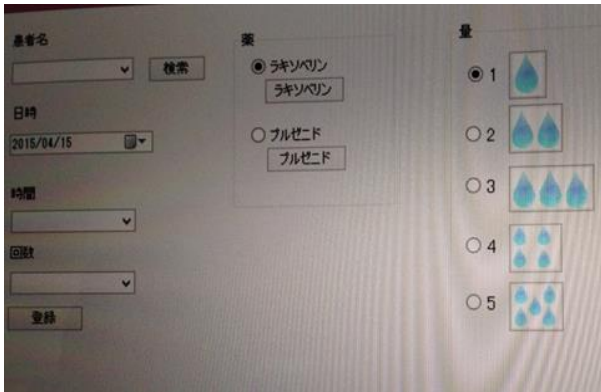 患者名
検索
日時
2015/04/15
時間
回数
登録
薬
ラキソベリン
ラキソベリン
プルゼニド
プルゼニド
量
1
2
3
4
5